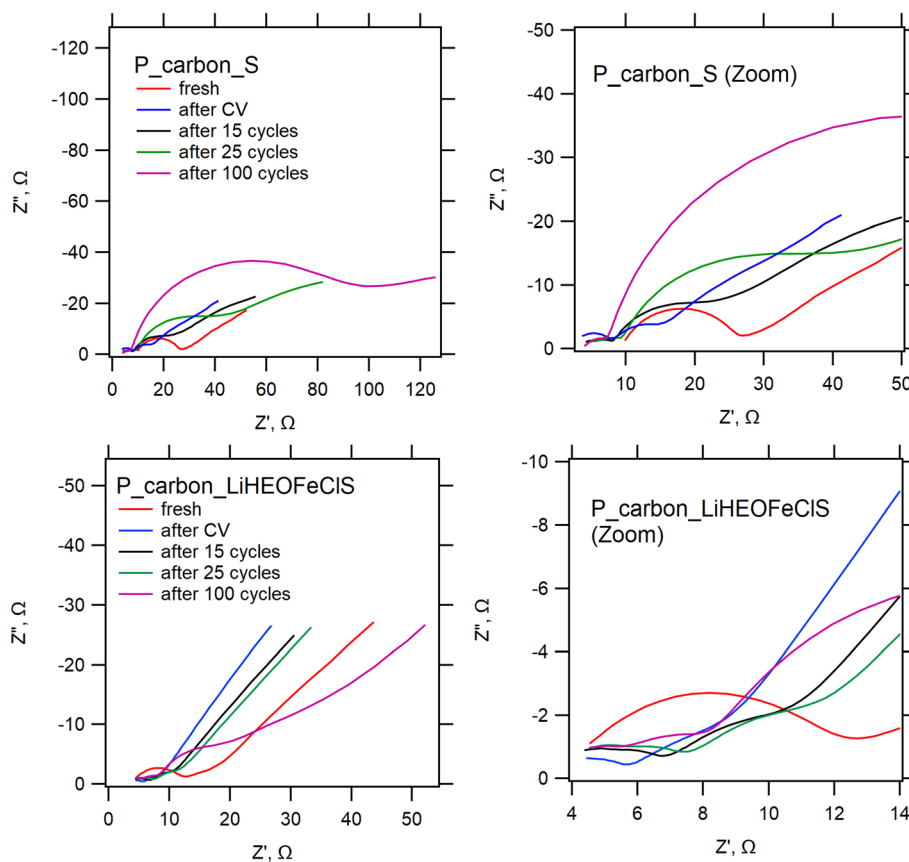 -120
-100
-80
-60
-40
-20
0
Z'', Ω
P_carbon_S
fresh
after CV
after 15 cycles
after 25 cycles
after 100 cycles
0 20 40 60 80 100 120
Z', Ω
-50
-40
-30
-20
-10
0
Z'', Ω
P_carbon_S (Zoom)
10 20 30 40 50
Z', Ω
-50
-40
-30
-20
-10
0
Z'', Ω
P_carbon_LiHEOFeClS
fresh
after CV
after 15 cycles
after 25 cycles
after 100 cycles
0 10 20 30 40 50
Z', Ω
-10
-8
-6
-4
-2
0
Z'', Ω
P_carbon_LiHEOFeClS
(Zoom)
4 6 8 10 12 14
Z', Ω